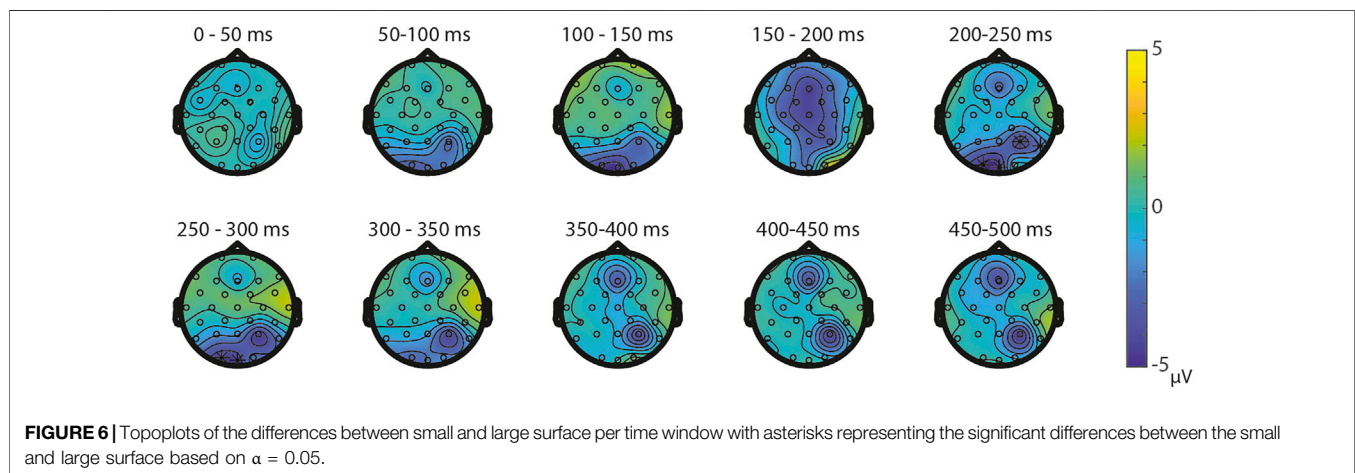 0 - 50 ms 50-100 ms 100 - 150 ms 150 - 200 ms 200-250 ms
5
0
-5
μV
250 - 300 ms 300 - 350 ms 350-400 ms 400-450 ms 450-500 ms
FIGURE 6 | Topoplots of the differences between small and large surface per time window with asterisks representing the significant differences between the small
and large surface based on α = 0.05.